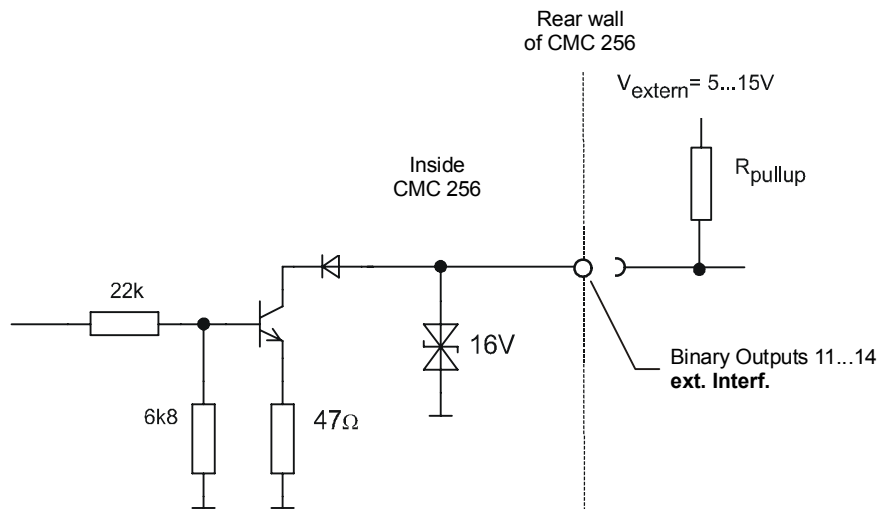 Rear wall
of CMC 256
Vextern= 5...15V
Inside
CMC 256
Rpullup
22k
16V
Binary Outputs 11...14
ext. Interf.
6k8
47Ω